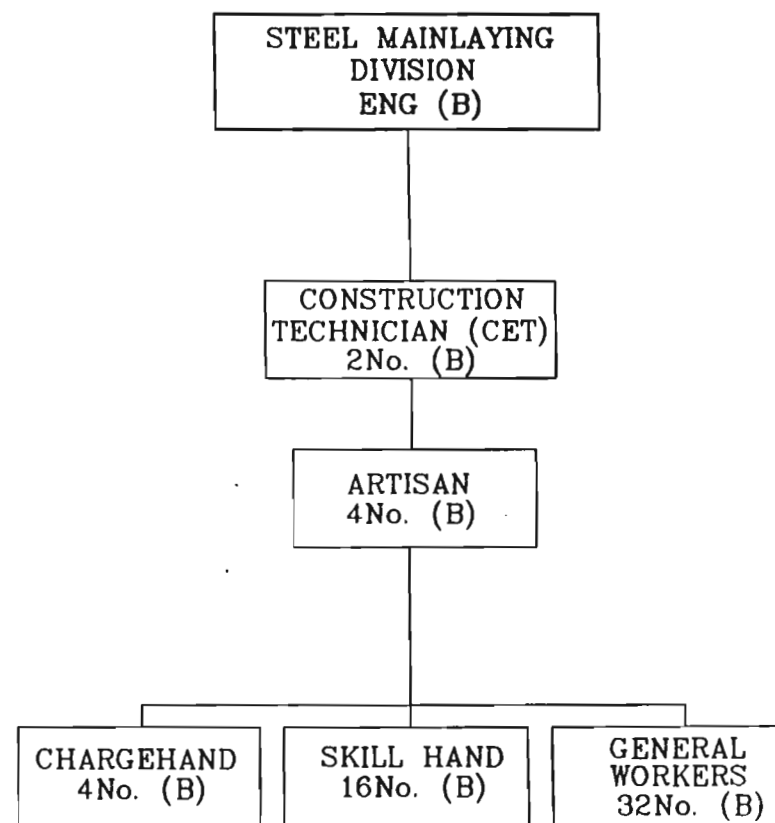 STEEL MAINLAYING
DIVISION
ENG (B)
CONSTRUCTION
TECHNICIAN (CET)
2No. (B)
ARTISAN
4No. (B)
CHARGEHAND
4No. (B)
SKILL HAND
16No. (B)
GENERAL
WORKERS
32No. (B)